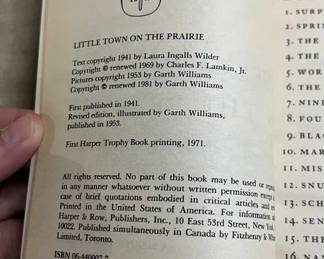 LITTLE TOWN ON THE PRAIRIE
Text copyright 1941 by Laura Ingalls Wilder
Copyright © renewed 1969 by Charles F. Lamkin, Jr.
Pictures copyright 1953 by Garth Williams
Copyright © renewed 1981 by Garth Williams
First published in 1941.
Revised edition, illustrated by Garth Williams,
published in 1953.
First Harper Trophy Book printing, 1971.
All rights reserved. No part of this book may be used or
in any manner whatsoever without written permission except
case of brief quotations embodied in critical articles and
Printed in the United States of America. For information
Harper & Row, Publishers, Inc., 10 East 53rd Street, New
10022. Published simultaneously in Canada by Fitzhenry &
Limited, Toronto.
ISBN
1. SURP
2. SPRI
3. THE
4. THE
5. WOR
6. THE
7. NINE
8. FOU
9. BLA
10. MAR
11. MIS
12. SNU
13. SCH
14. SEN
15. THE
16. NA